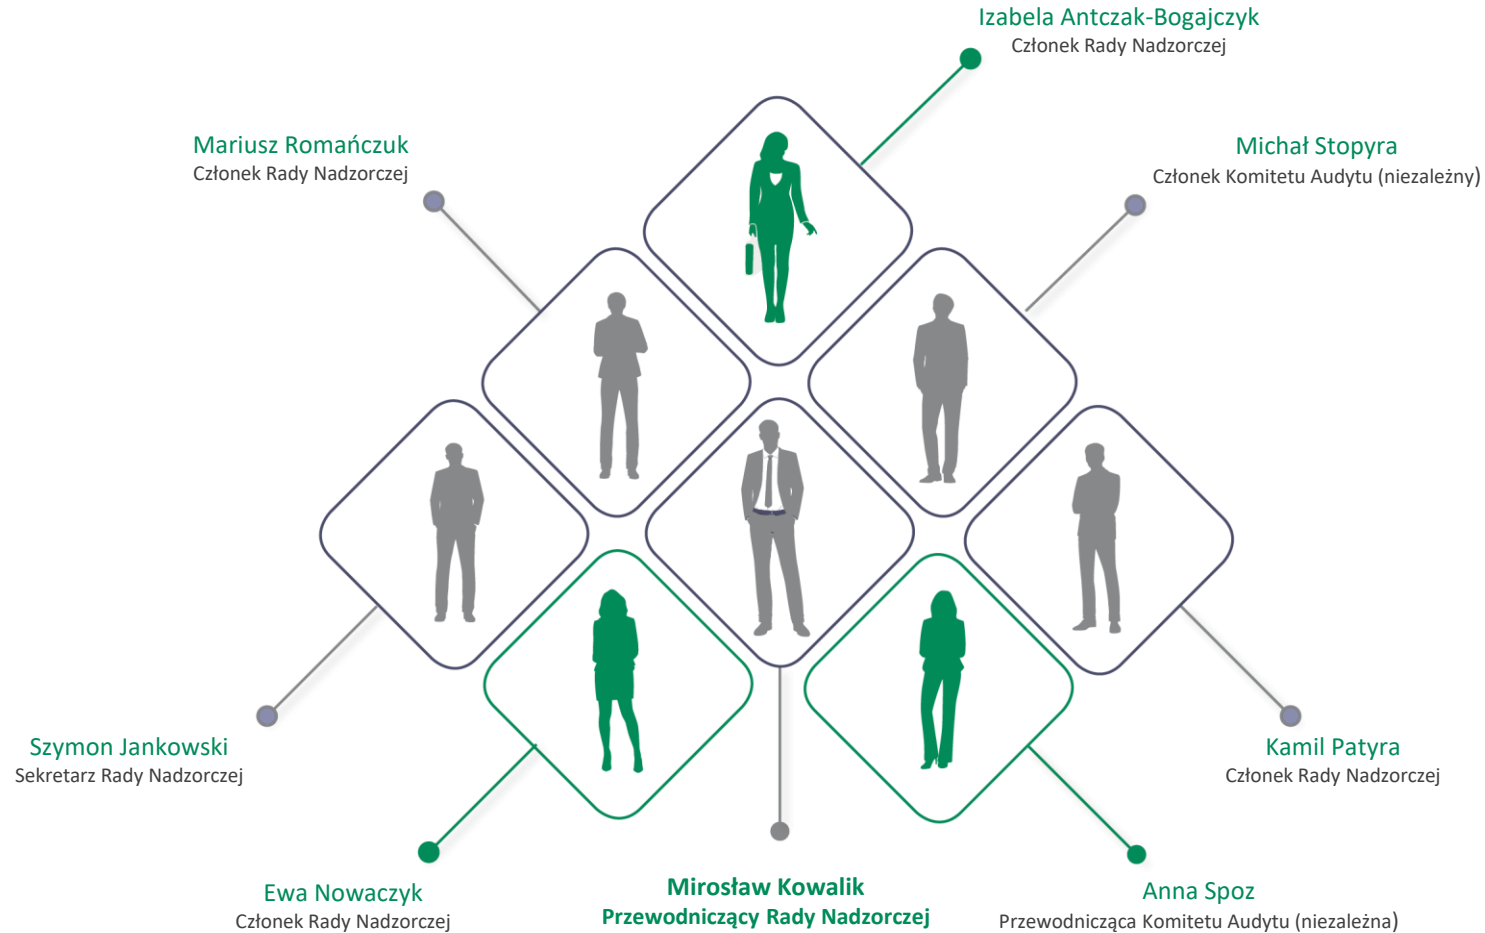 Izabela Antczak-Bogajczyk
Członek Rady Nadzorczej
Mariusz Romańczuk
Członek Rady Nadzorczej
Michał Stopyra
Członek Komitetu Audytu (niezależny)
Szymon Jankowski
Sekretarz Rady Nadzorczej
Kamil Patyra
Członek Rady Nadzorczej
Ewa Nowaczyk
Członek Rady Nadzorczej
Mirosław Kowalik
Przewodniczący Rady Nadzorczej
Anna Spoz
Przewodnicząca Komitetu Audytu (niezależna)